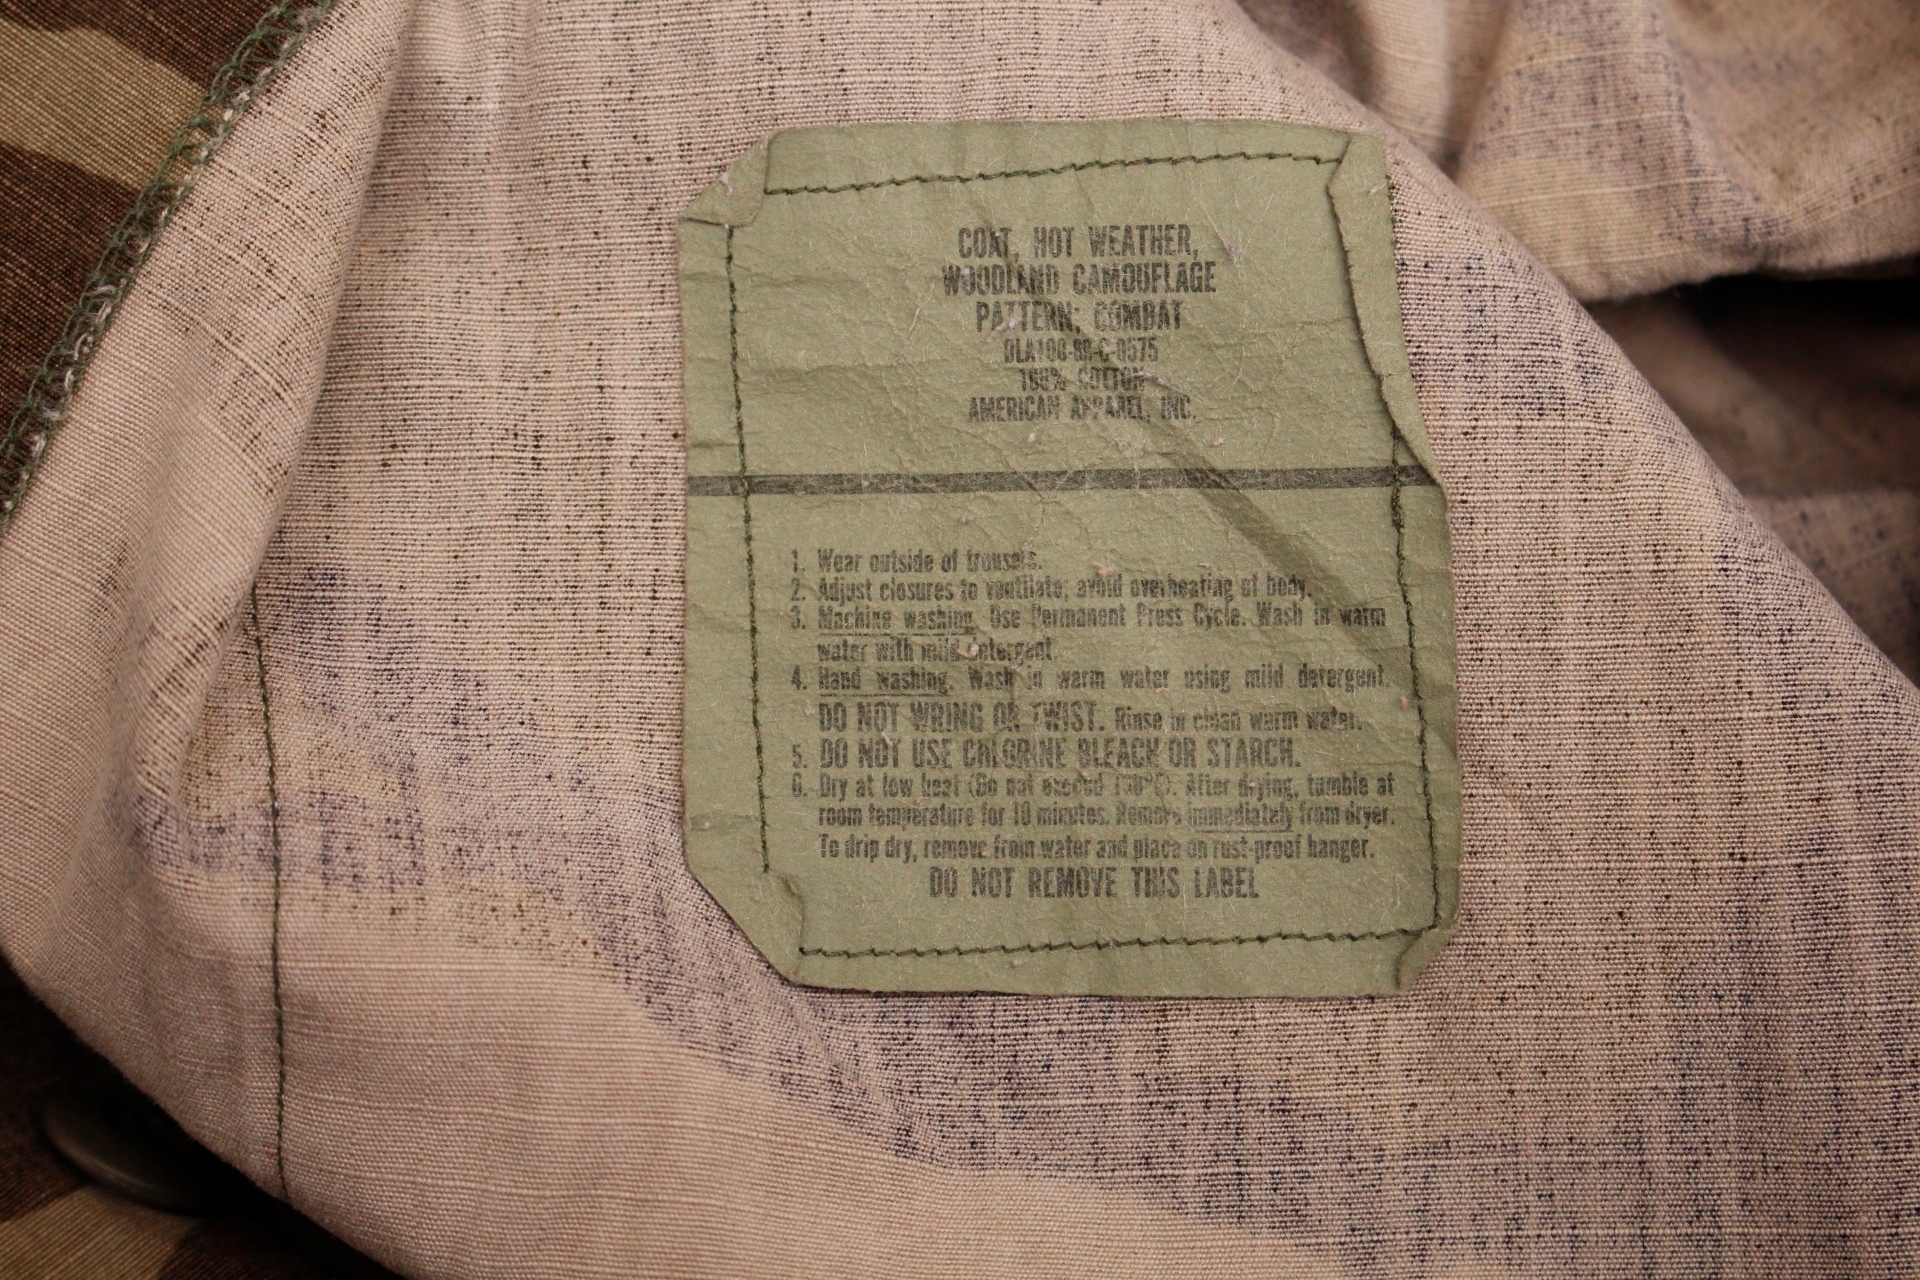 COAT, HOT WEATHER,
WOODLAND CAMOUFLAGE
PATTERN: COMBAT
DLA100-88-C-0575
100% COTTON
AMERICAN APPAREL, INC.
1. Wear outside of trousers.
2. Adjust closures to ventilate; avoid overheating of body.
3. Machine washing. Use Permanent Press Cycle. Wash in warm
water with mild detergent.
4. Hand washing. Wash in warm water using mild detergent.
DO NOT WRING OR TWIST. Rinse in clean warm water.
5. DO NOT USE CHLORINE BLEACH OR STARCH.
6. Dry at low heat (Do not exceed 130°F). After drying, tumble at
room temperature for 10 minutes. Remove immediately from dryer.
To drip dry, remove from water and place on rust-proof hanger.
DO NOT REMOVE THIS LABEL